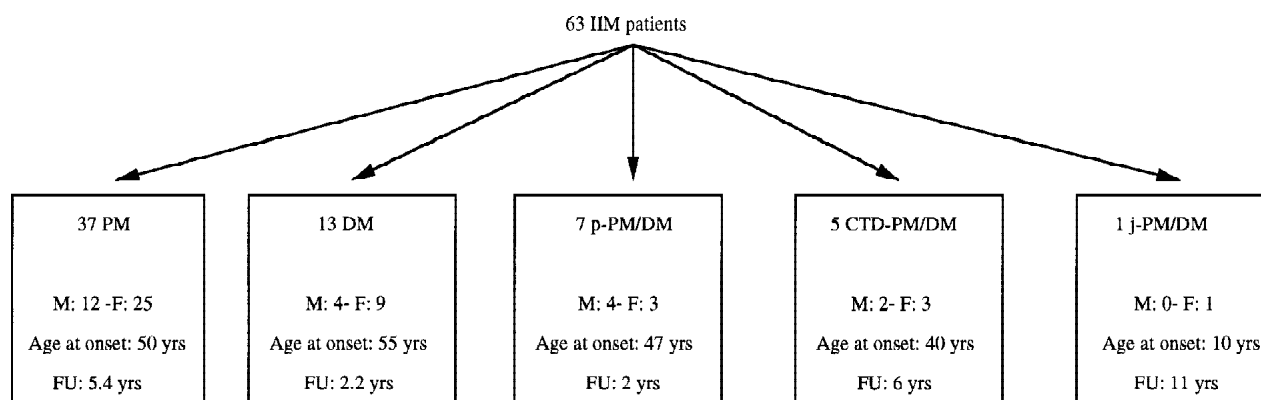 63 IIM patients
37 PM
M: 12 -F: 25
Age at onset: 50 yrs
FU: 5.4 yrs
13 DM
M: 4- F: 9
Age at onset: 55 yrs
FU: 2.2 yrs
7 p-PM/DM
M: 4- F: 3
Age at onset: 47 yrs
FU: 2 yrs
5 CTD-PM/DM
M: 2- F: 3
Age at onset: 40 yrs
FU: 6 yrs
1 j-PM/DM
M: 0- F: 1
Age at onset: 10 yrs
FU: 11 yrs